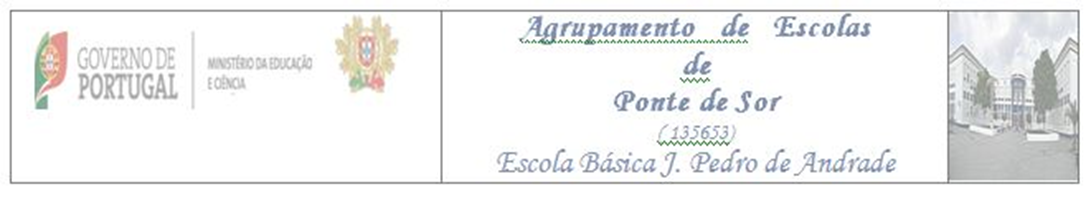 GOVERNO DE
PORTUGAL
MINISTÉRIO DA EDUCAÇÃO
E CIÊNCIA
Agrupamento de Escolas
de
Ponte de Sor
( 135653)
Escola Básica J. Pedro de Andrade